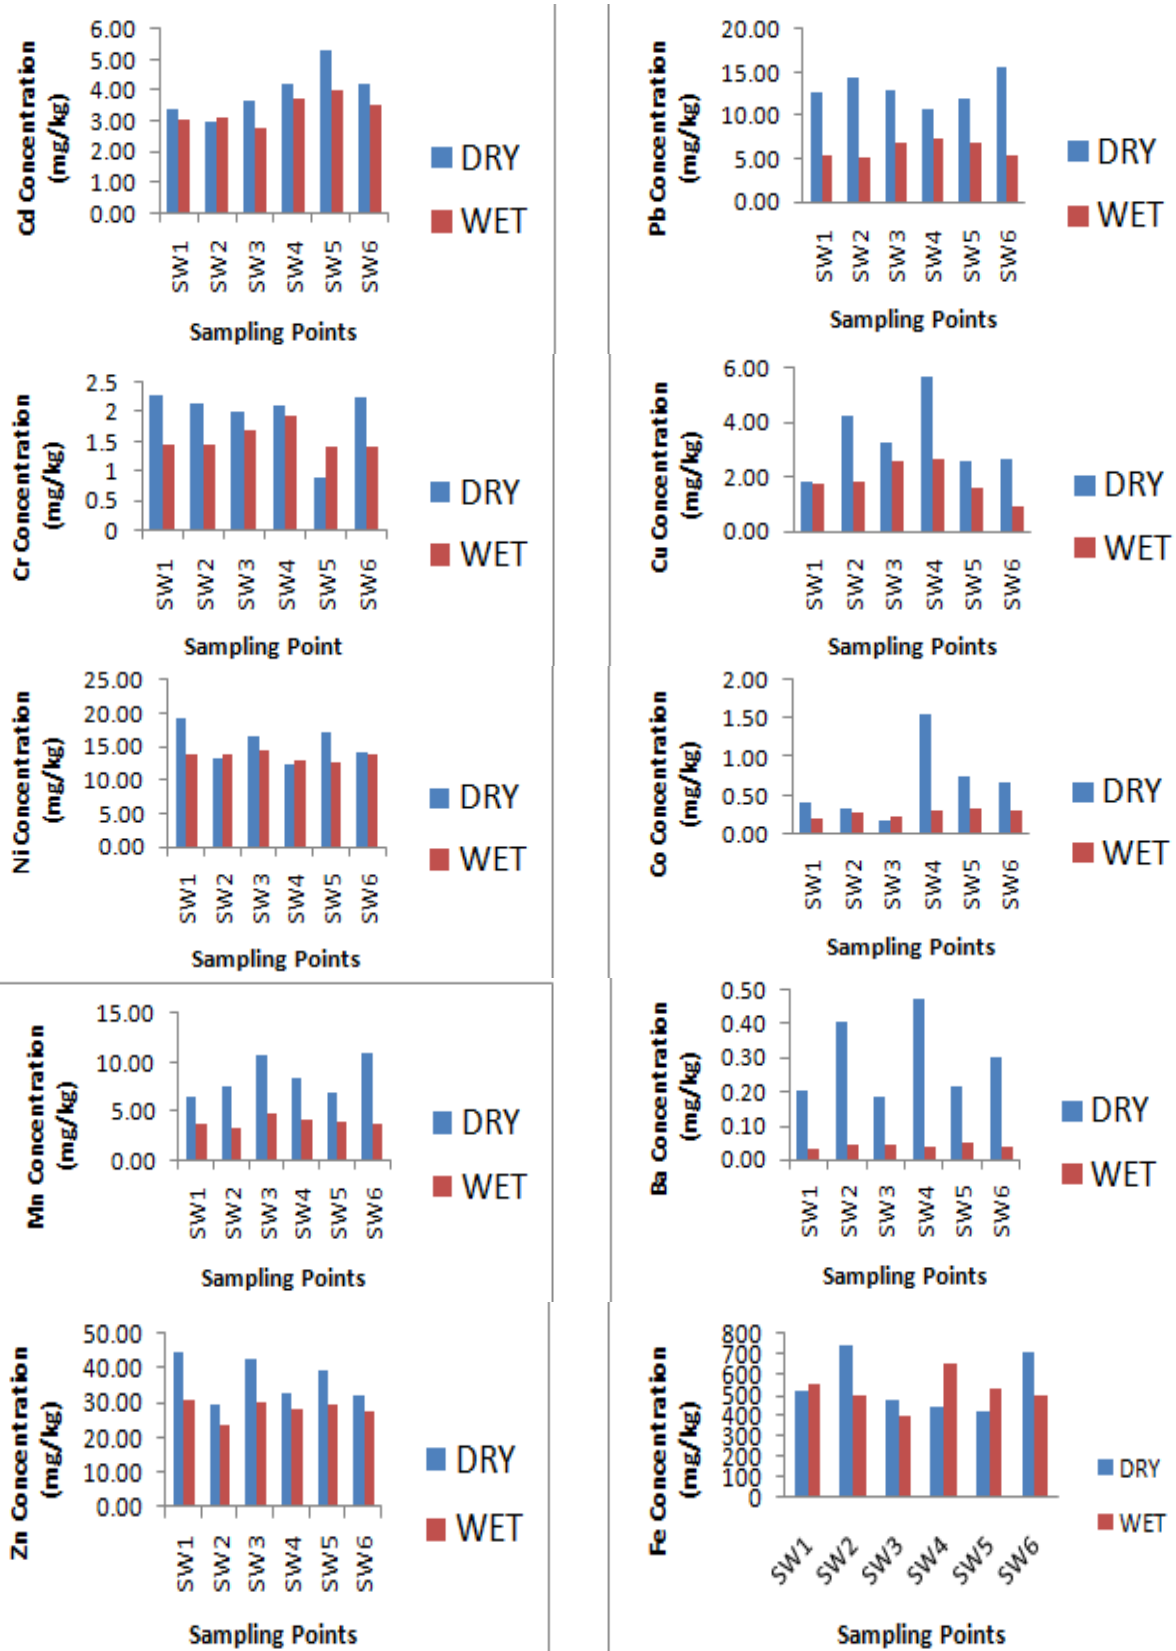 Cd Concentration
(mg/kg)
6.00
5.00
4.00
3.00
2.00
1.00
0.00
SW1
SW2
SW3
SW4
SW5
SW6
Sampling Points
DRY
WET
Pb Concentration
(mg/kg)
20.00
15.00
10.00
5.00
0.00
SW1
SW2
SW3
SW4
SW5
SW6
Sampling Points
DRY
WET
Cr Concentration
(mg/kg)
2.5
2
1.5
1
0.5
0
SW1
SW2
SW3
SW4
SW5
SW6
Sampling Point
DRY
WET
Cu Concentration
(mg/kg)
6.00
4.00
2.00
0.00
SW1
SW2
SW3
SW4
SW5
SW6
Sampling Points
DRY
WET
Ni Concentration
(mg/kg)
25.00
20.00
15.00
10.00
5.00
0.00
SW1
SW2
SW3
SW4
SW5
SW6
Sampling Points
DRY
WET
Co Concentration
(mg/kg)
2.00
1.50
1.00
0.50
0.00
SW1
SW2
SW3
SW4
SW5
SW6
Sampling Points
DRY
WET
Mn Concentration
(mg/kg)
15.00
10.00
5.00
0.00
SW1
SW2
SW3
SW4
SW5
SW6
Sampling Points
DRY
WET
Ba Concentration
(mg/kg)
0.50
0.40
0.30
0.20
0.10
0.00
SW1
SW2
SW3
SW4
SW5
SW6
Sampling Points
DRY
WET
Zn Concentration
(mg/kg)
50.00
40.00
30.00
20.00
10.00
0.00
SW1
SW2
SW3
SW4
SW5
SW6
Sampling Points
DRY
WET
Fe Concentration
(mg/kg)
800
700
600
500
400
300
200
100
0
SW1
SW2
SW3
SW4
SW5
SW6
Sampling Points
DRY
WET